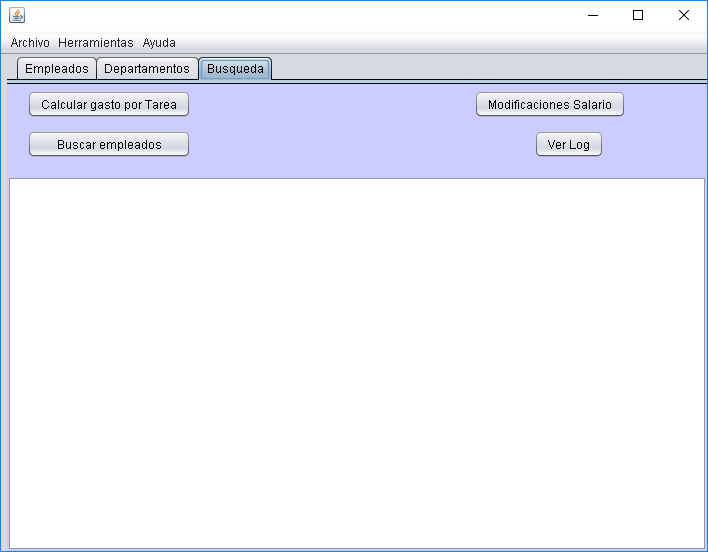 Archivo Herramientas Ayuda
Empleados Departamentos Busqueda
Calcular gasto por Tarea Modificaciones Salario
Buscar empleados Ver Log